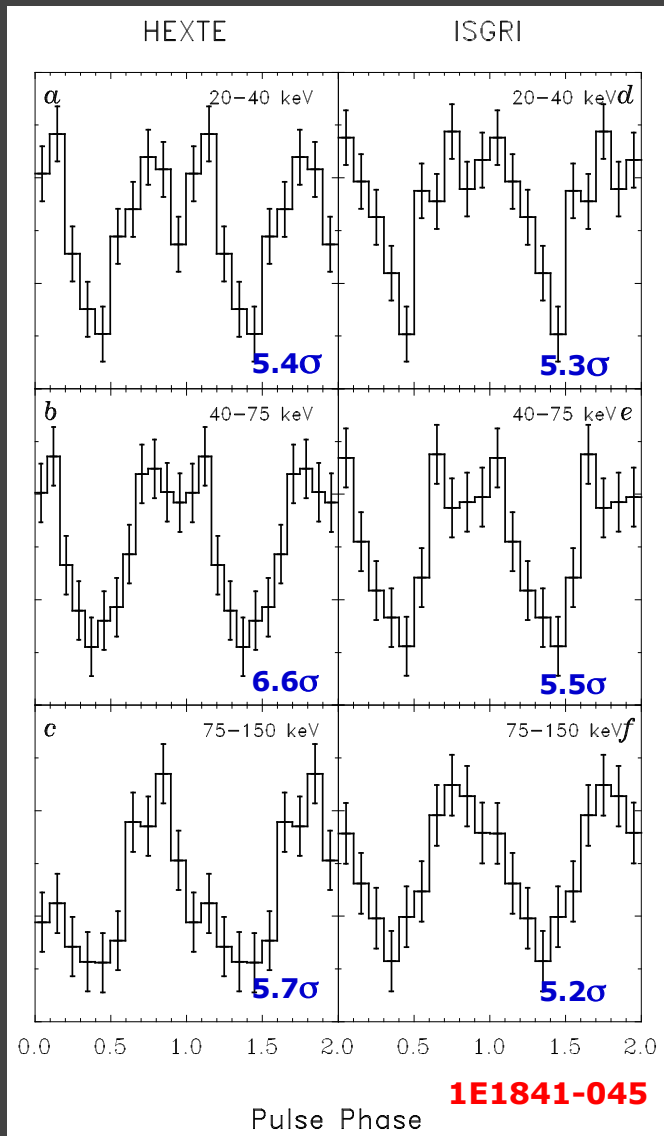 HEXTE ISGRI
a 20-40 keV
20-40 keV d
5.4σ
5.3σ
b 40-75 keV
40-75 keV e
6.6σ
5.5σ
c 75-150 keV
75-150 keV f
5.7σ
5.2σ
0.0 0.5 1.0 1.5 2.0 0.5 1.0 1.5 2.0
1E1841-045
Pulse Phase